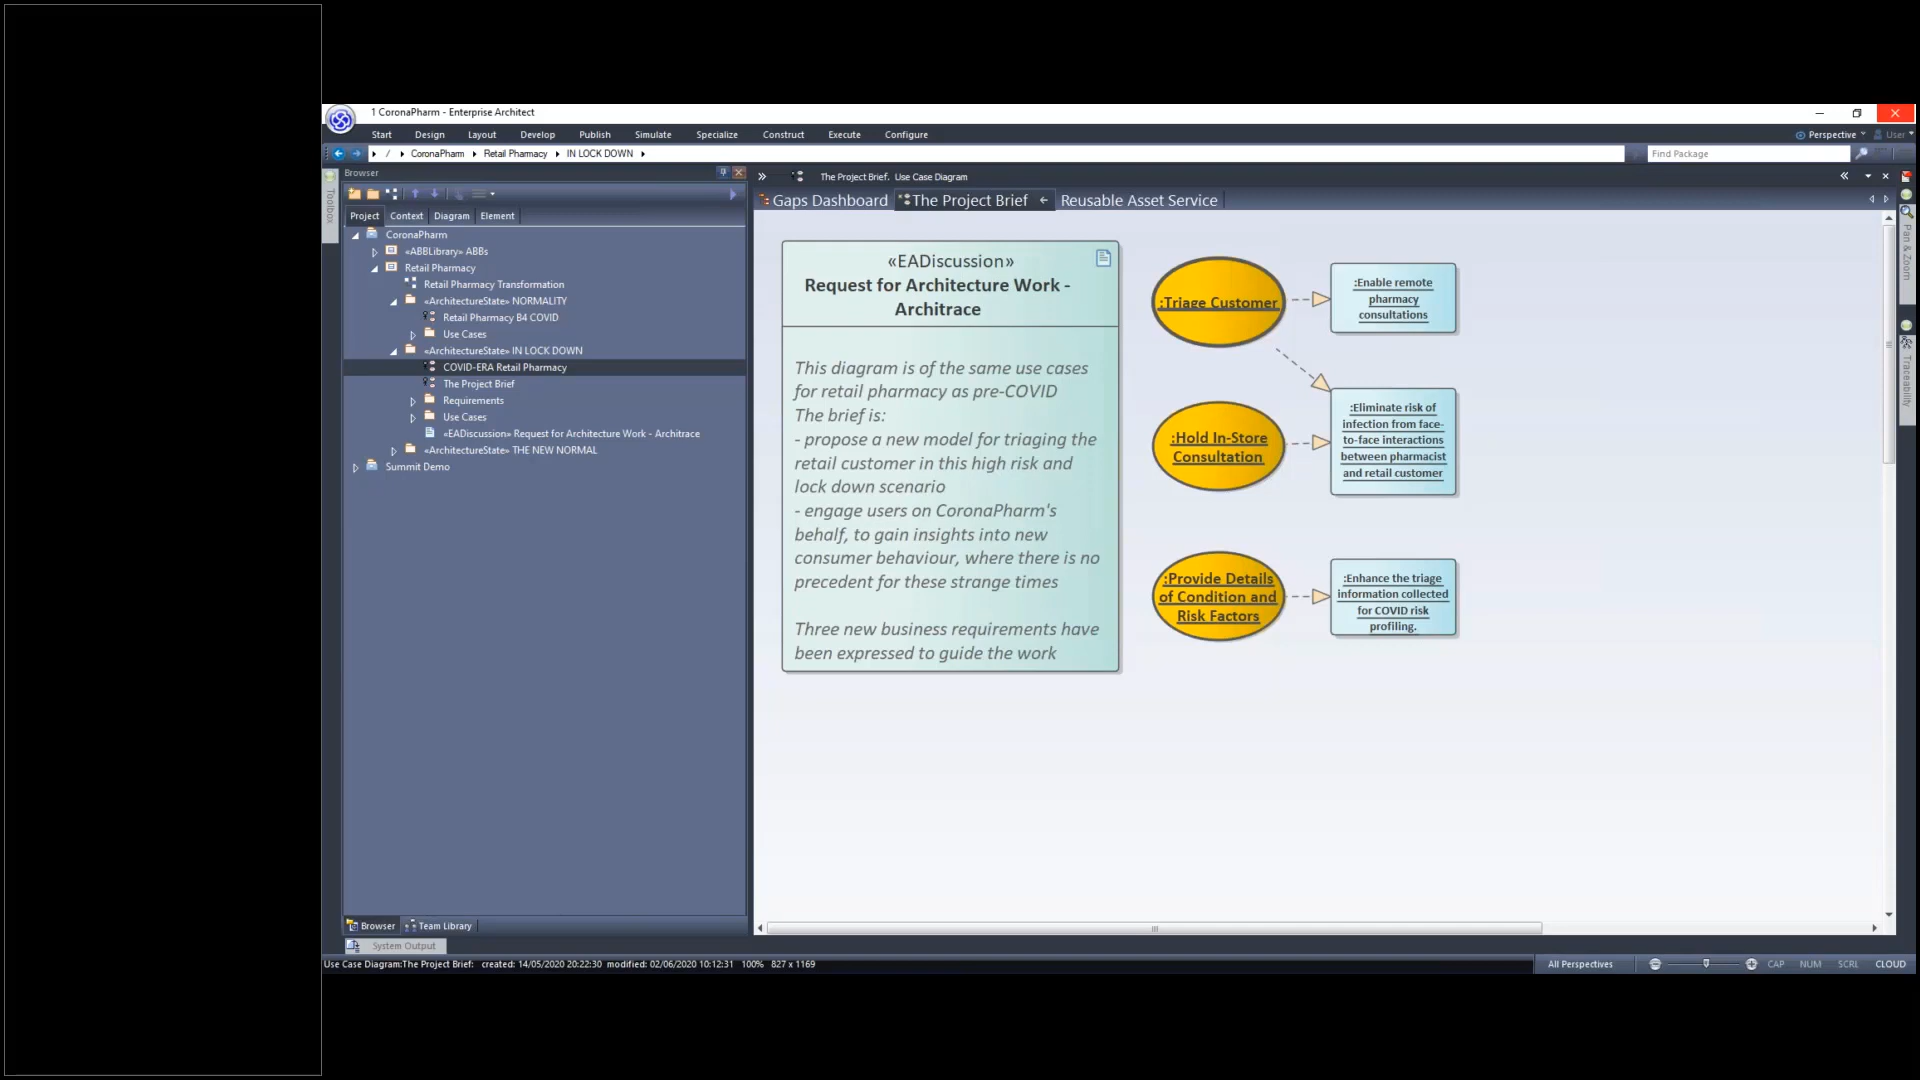 1 CoronaPharm - Enterprise Architect
Start Design Layout Develop Publish Simulate Specialize Construct Execute Configure
Perspective User
/ CoronaPharm Retail Pharmacy IN LOCK DOWN
Find Package
Browser
The Project Brief. Use Case Diagram
Toolbox
Project Context Diagram Element
Gaps Dashboard The Project Brief Reusable Asset Service
CoronaPharm
«ABBLibrary» ABBs
Retail Pharmacy
Retail Pharmacy Transformation
«ArchitectureState» NORMALITY
Retail Pharmacy B4 COVID
Use Cases
«ArchitectureState» IN LOCK DOWN
COVID-ERA Retail Pharmacy
The Project Brief
Requirements
Use Cases
«EADiscussion» Request for Architecture Work - Architrace
«ArchitectureState» THE NEW NORMAL
Summit Demo
«EADiscussion»
Request for Architecture Work -
Architrace
This diagram is of the same use cases
for retail pharmacy as pre-COVID
The brief is:
- propose a new model for triaging the
retail customer in this high risk and
lock down scenario
- engage users on CoronaPharm's
behalf, to gain insights into new
consumer behaviour, where there is no
precedent for these strange times
Three new business requirements have
been expressed to guide the work
:Triage Customer
:Enable remote
pharmacy
consultations
:Hold In-Store
Consultation
:Eliminate risk of
infection from face-
to-face interactions
between pharmacist
and retail customer
:Provide Details
of Condition and
Risk Factors
:Enhance the triage
information collected
for COVID risk
profiling.
Pan & Zoom
Traceability
Browser Team Library
System Output
Use Case Diagram:The Project Brief: created: 14/05/2020 20:22:30 modified: 02/06/2020 10:12:31 100% 827 x 1169
All Perspectives CAP NUM SCRL CLOUD